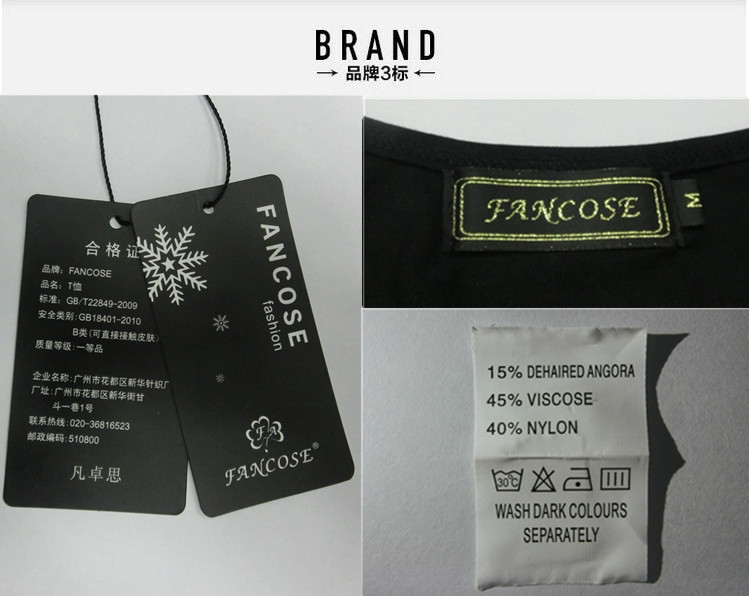 BRAND
→ 品牌3标 ←
合格证
品牌: FANCOSE
品名: T恤
标准: GB/T22849-2009
安全类别:GB18401-2010
B类(可直接接触皮肤)
质量等级:一等品
企业名称:广州市花都区新华针织厂
厂址:广州市花都区新华街甘
斗一巷1号
联系热线:020-36816523
邮政编码:510800
凡卓思
FANCOSE
fashion
FA
FANCOSE®
FANCOSE
M
15% DEHAIRED ANGORA
45% VISCOSE
40% NYLON
30°C
WASH DARK COLOURS
SEPARATELY